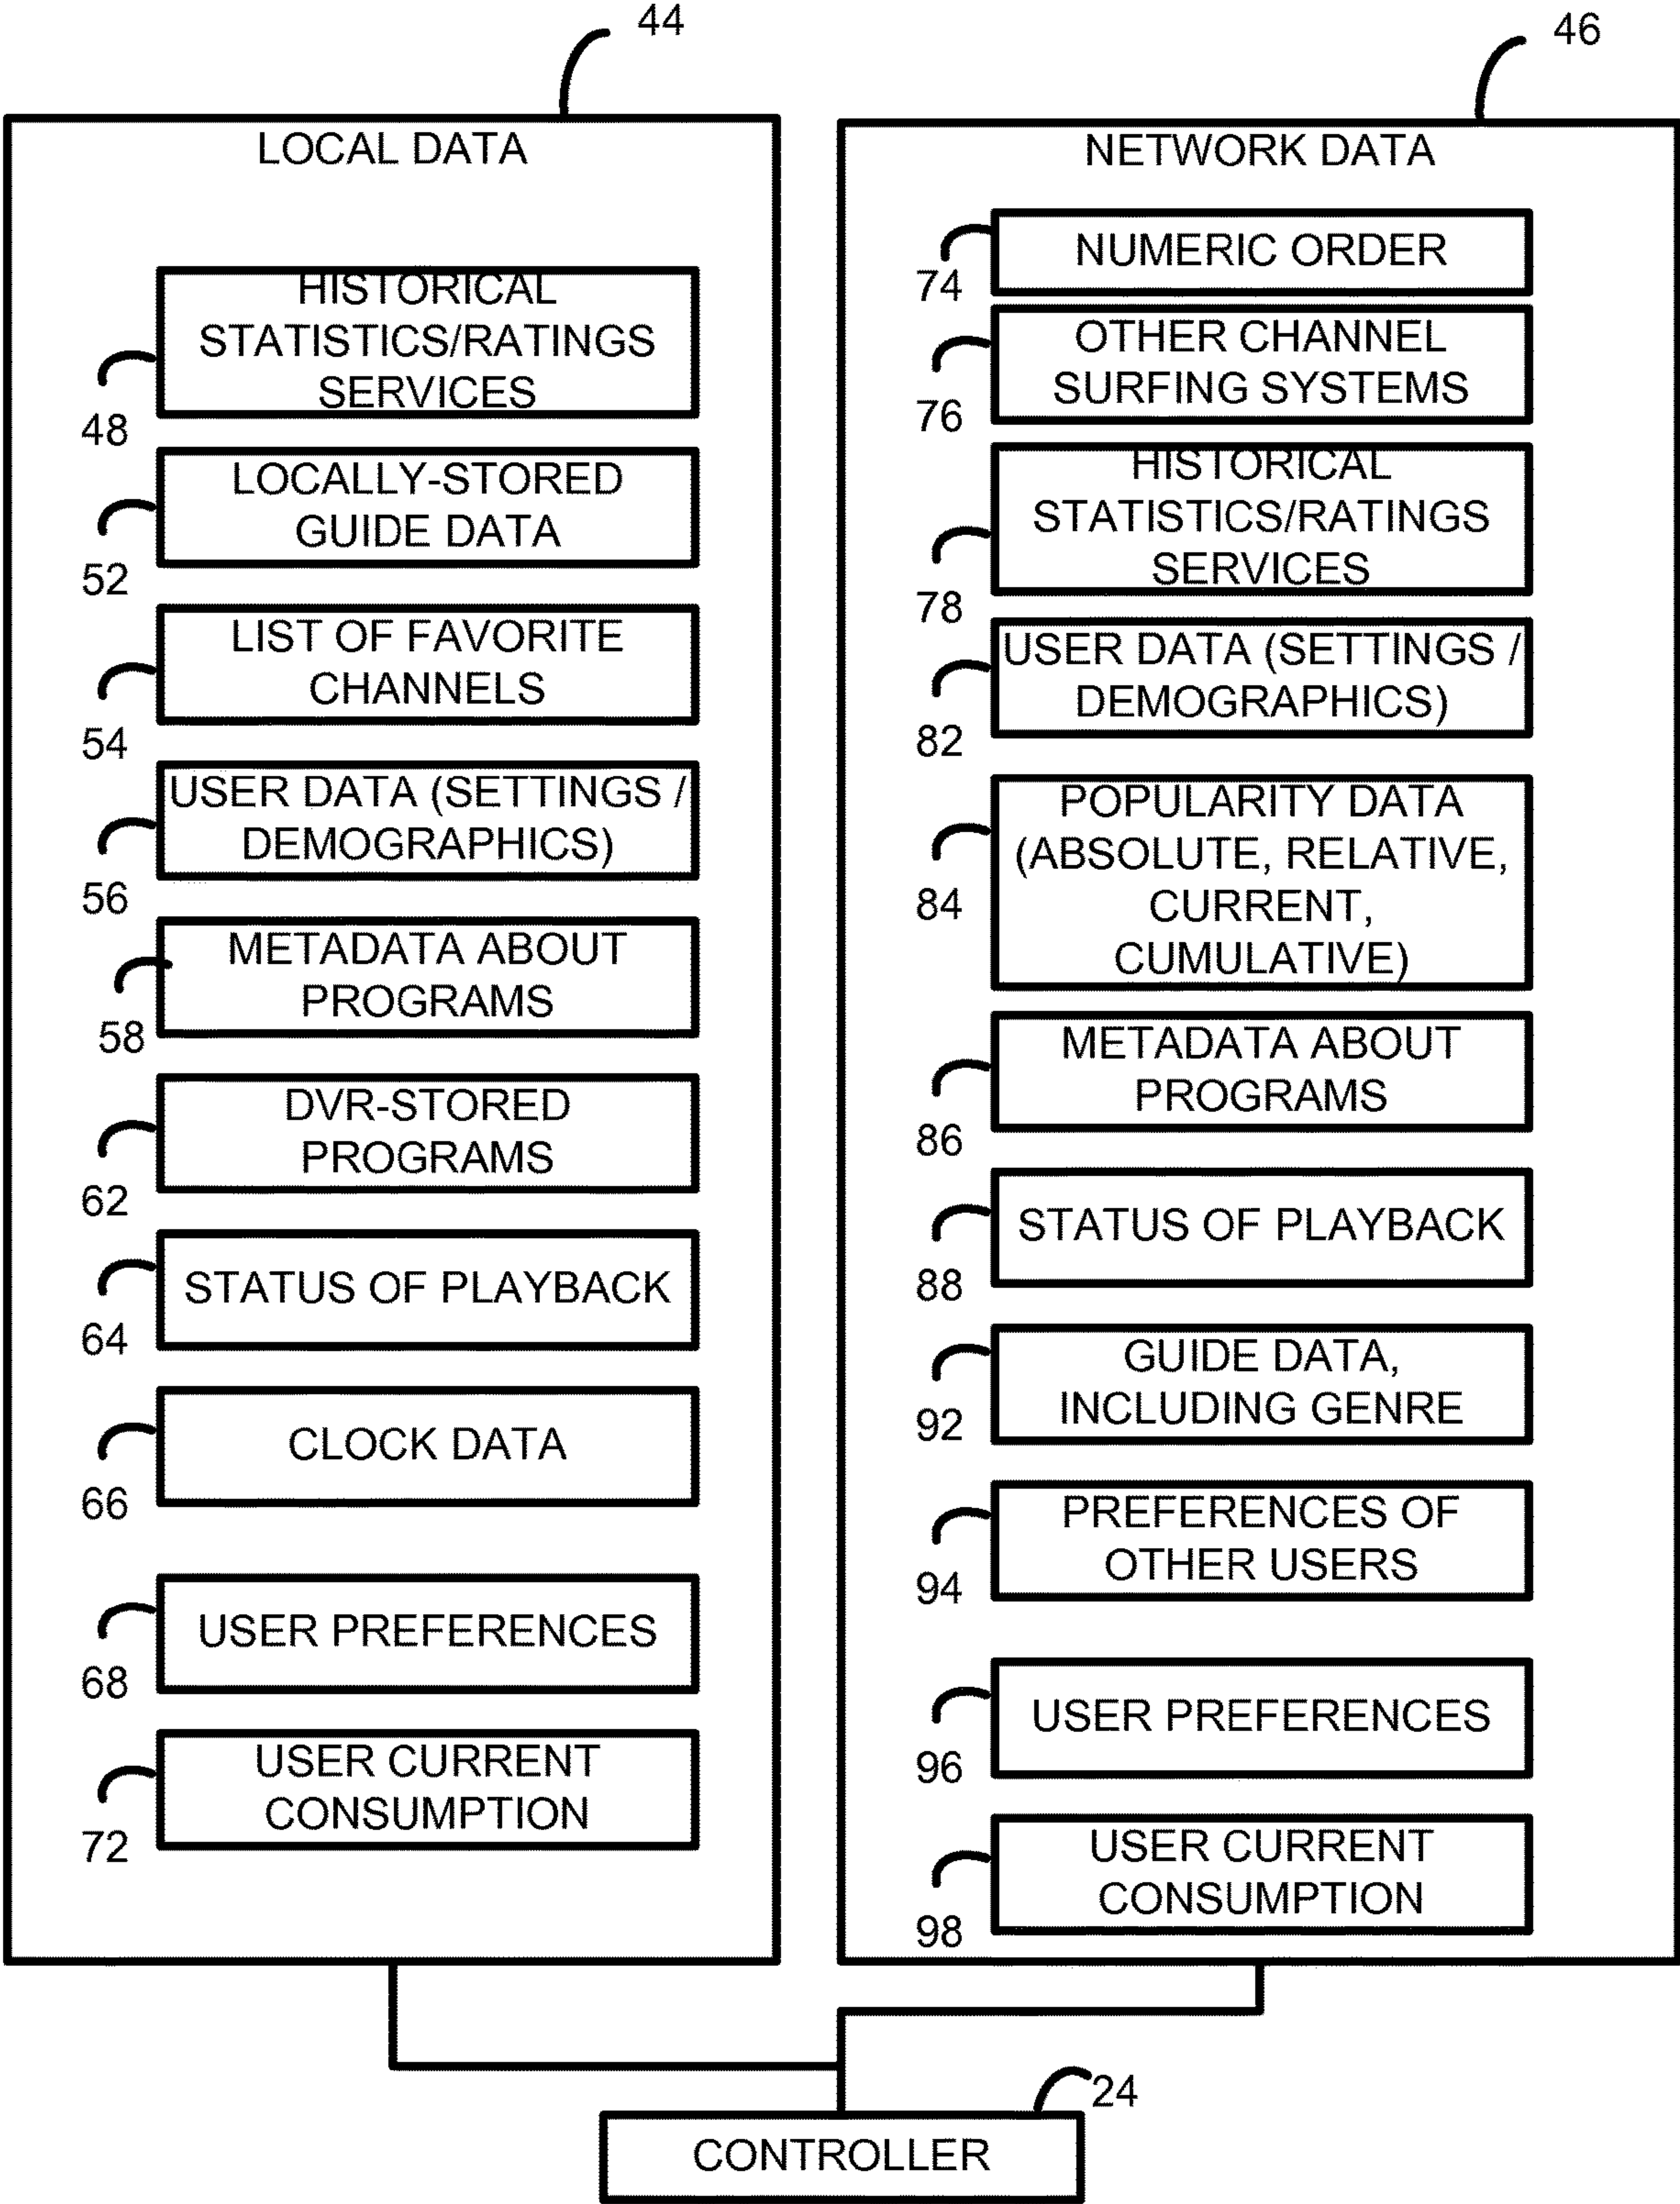 44
LOCAL DATA
HISTORICAL
STATISTICS/RATINGS
SERVICES
48
LOCALLY-STORED
GUIDE DATA
52
LIST OF FAVORITE
CHANNELS
54
USER DATA (SETTINGS /
DEMOGRAPHICS)
56
METADATA ABOUT
PROGRAMS
58
DVR-STORED
PROGRAMS
62
STATUS OF PLAYBACK
64
CLOCK DATA
66
USER PREFERENCES
68
USER CURRENT
CONSUMPTION
72
46
NETWORK DATA
NUMERIC ORDER
74
OTHER CHANNEL
SURFING SYSTEMS
76
HISTORICAL
STATISTICS/RATINGS
SERVICES
78
USER DATA (SETTINGS /
DEMOGRAPHICS)
82
POPULARITY DATA
(ABSOLUTE, RELATIVE,
CURRENT,
CUMULATIVE)
84
METADATA ABOUT
PROGRAMS
86
STATUS OF PLAYBACK
88
GUIDE DATA,
INCLUDING GENRE
92
PREFERENCES OF
OTHER USERS
94
USER PREFERENCES
96
USER CURRENT
CONSUMPTION
98
24
CONTROLLER